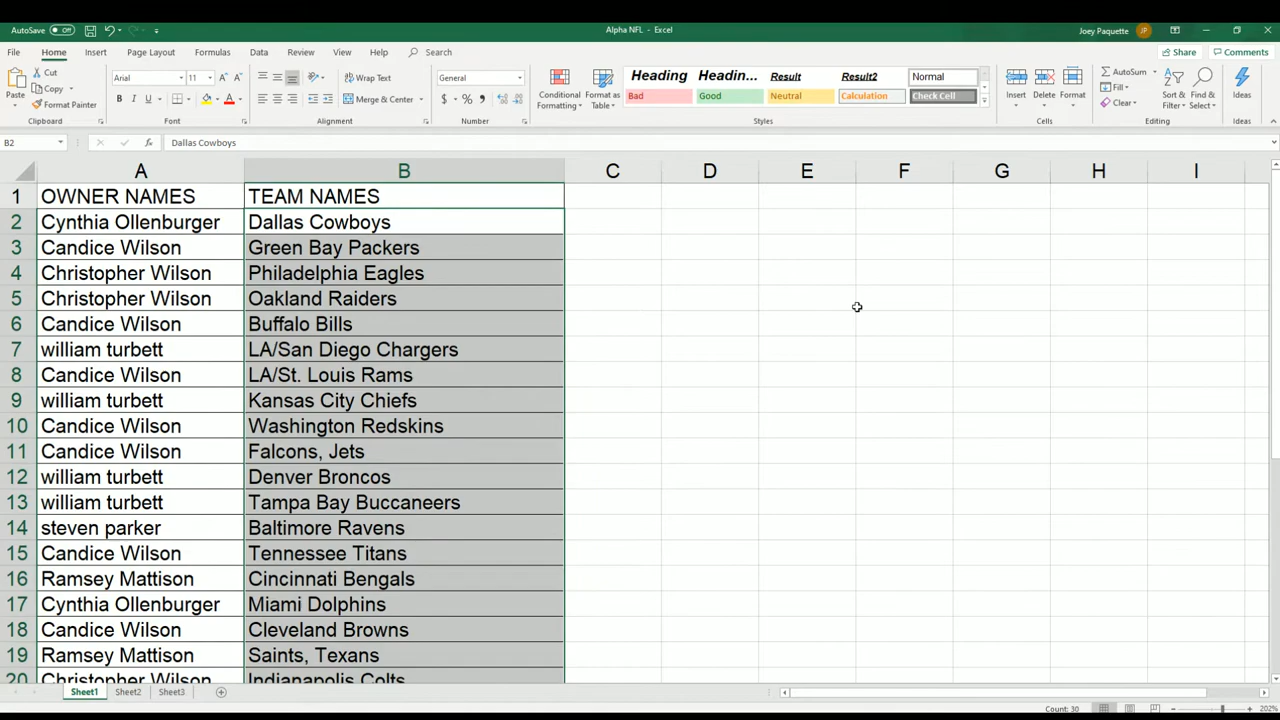 AutoSave Off Alpha NFL - Excel Joey Paquette JP
File Home Insert Page Layout Formulas Data Review View Help Search Share Comments
Paste Cut Copy Format Painter Clipboard
Arial 11 A A B I U A Font
Wrap Text Merge & Center Alignment
General $ % , Number
Conditional Formatting Format as Table
Heading Headin... Result Result2 Normal
Bad Good Neutral Calculation Check Cell
Styles
Insert Delete Format Cells
AutoSum Fill Clear Sort & Filter Find & Select Editing
Ideas Ideas
B2 fx Dallas Cowboys
A B C D E F G H I
1 OWNER NAMES TEAM NAMES
2 Cynthia Ollenburger Dallas Cowboys
3 Candice Wilson Green Bay Packers
4 Christopher Wilson Philadelphia Eagles
5 Christopher Wilson Oakland Raiders
6 Candice Wilson Buffalo Bills
7 william turbett LA/San Diego Chargers
8 Candice Wilson LA/St. Louis Rams
9 william turbett Kansas City Chiefs
10 Candice Wilson Washington Redskins
11 Candice Wilson Falcons, Jets
12 william turbett Denver Broncos
13 william turbett Tampa Bay Buccaneers
14 steven parker Baltimore Ravens
15 Candice Wilson Tennessee Titans
16 Ramsey Mattison Cincinnati Bengals
17 Cynthia Ollenburger Miami Dolphins
18 Candice Wilson Cleveland Browns
19 Ramsey Mattison Saints, Texans
20 Christopher Wilson Indianapolis Colts
Sheet1 Sheet2 Sheet3
Count: 30 202%